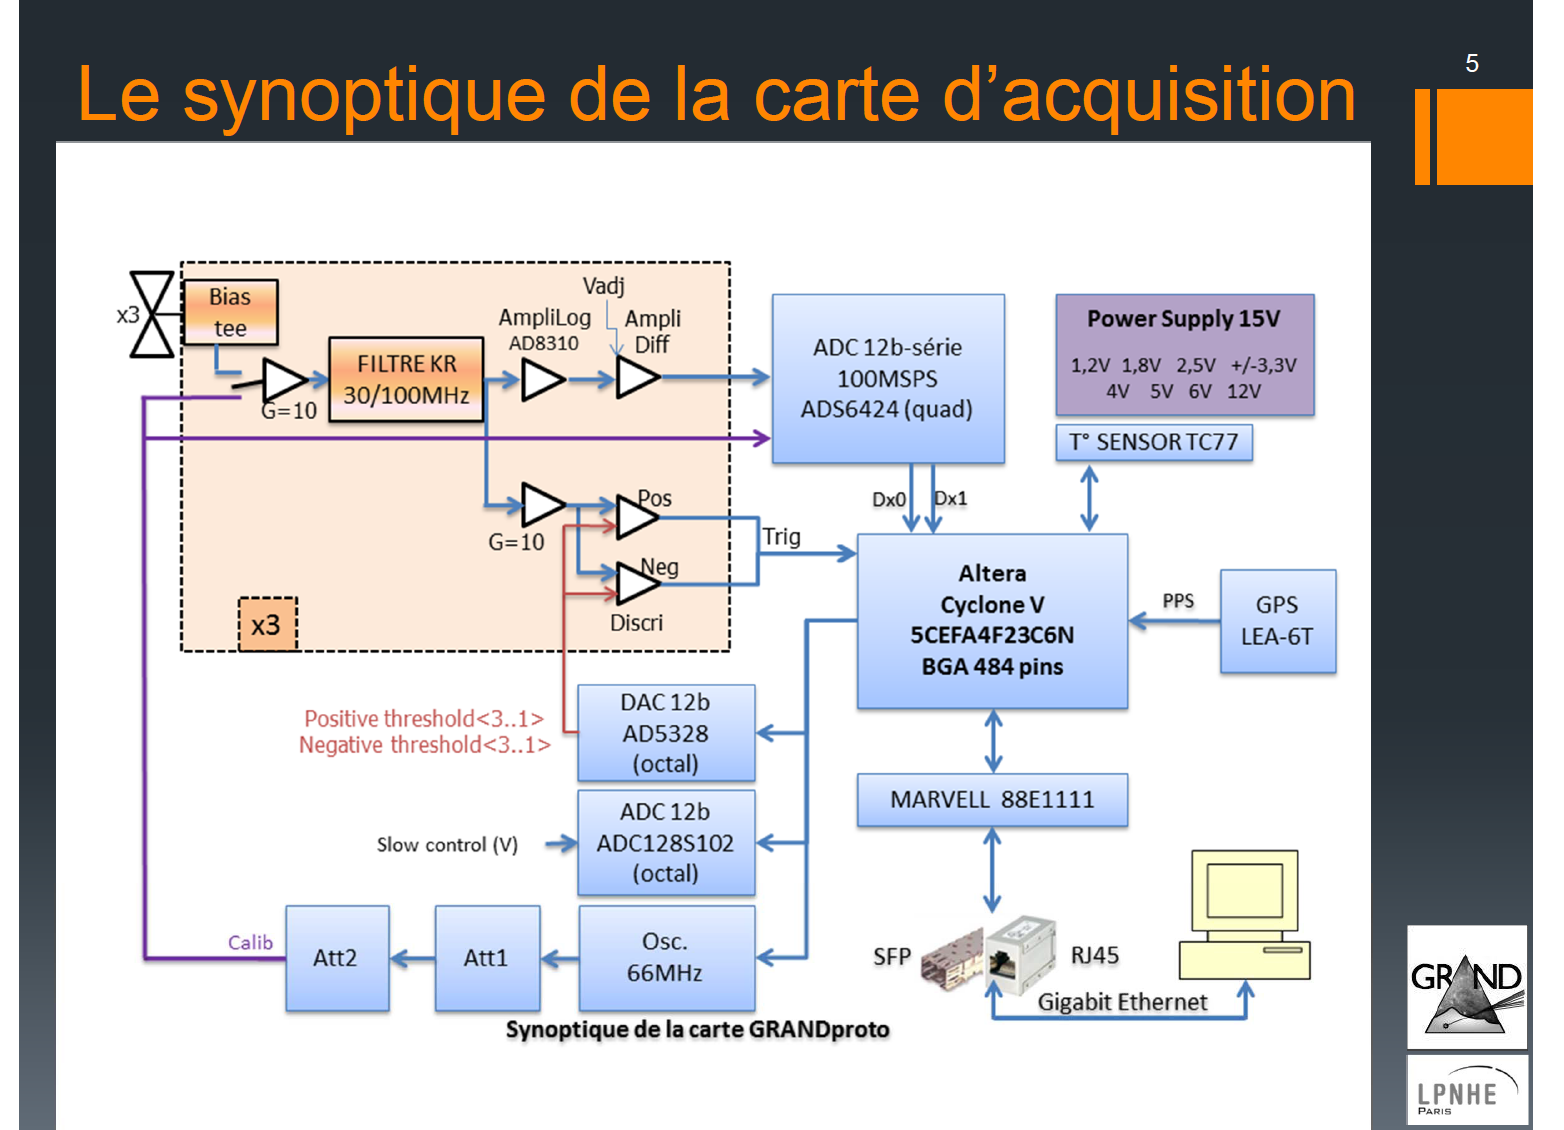 Le synoptique de la carte d’acquisition
5
x3
Bias
tee
G=10
FILTRE KR
30/100MHz
AmpliLog
AD8310
Vadj
Ampli
Diff
ADC 12b-série
100MSPS
ADS6424 (quad)
Power Supply 15V
1,2V 1,8V 2,5V +/-3,3V
4V 5V 6V 12V
T° SENSOR TC77
Dx0
Dx1
G=10
Pos
Neg
Discri
Trig
x3
Altera
Cyclone V
5CEFA4F23C6N
BGA 484 pins
PPS
GPS
LEA-6T
Positive threshold<3..1>
Negative threshold<3..1>
DAC 12b
AD5328
(octal)
Slow control (V)
ADC 12b
ADC128S102
(octal)
MARVELL 88E1111
Calib
Att2
Att1
Osc.
66MHz
SFP
RJ45
Gigabit Ethernet
Synoptique de la carte GRANDproto
GRAND
LPNHE
PARIS